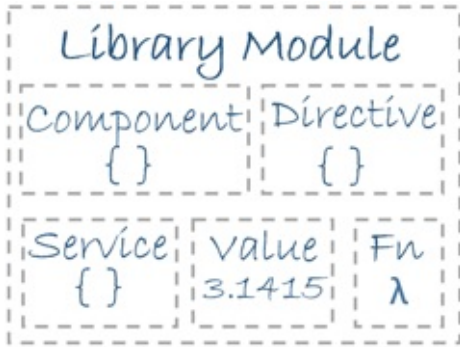 Library Module
Component Directive
{ } { }
Service Value Fn
{ } 3.1415 λ